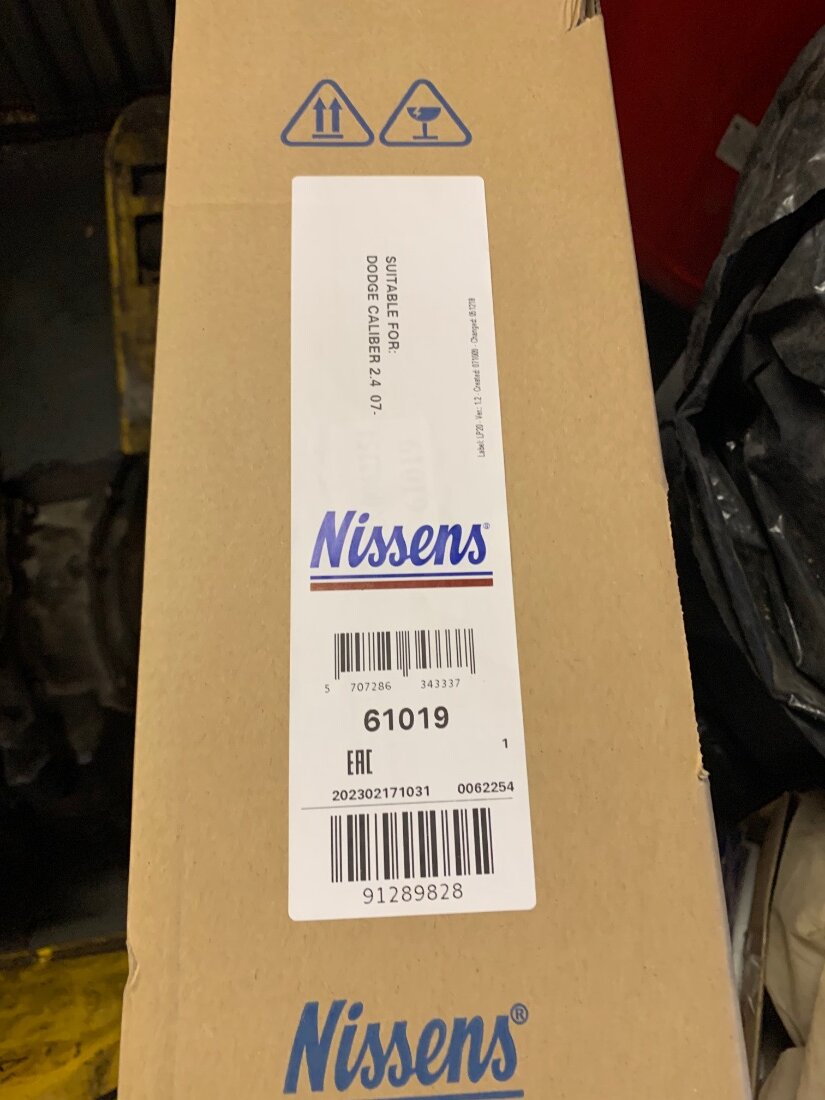 SUITABLE FOR:
DODGE CALIBER 2.4 07-
Nissens®
5 707286 343337
61019
1
EAC
202302171031 0062254
91289828
Nissens®